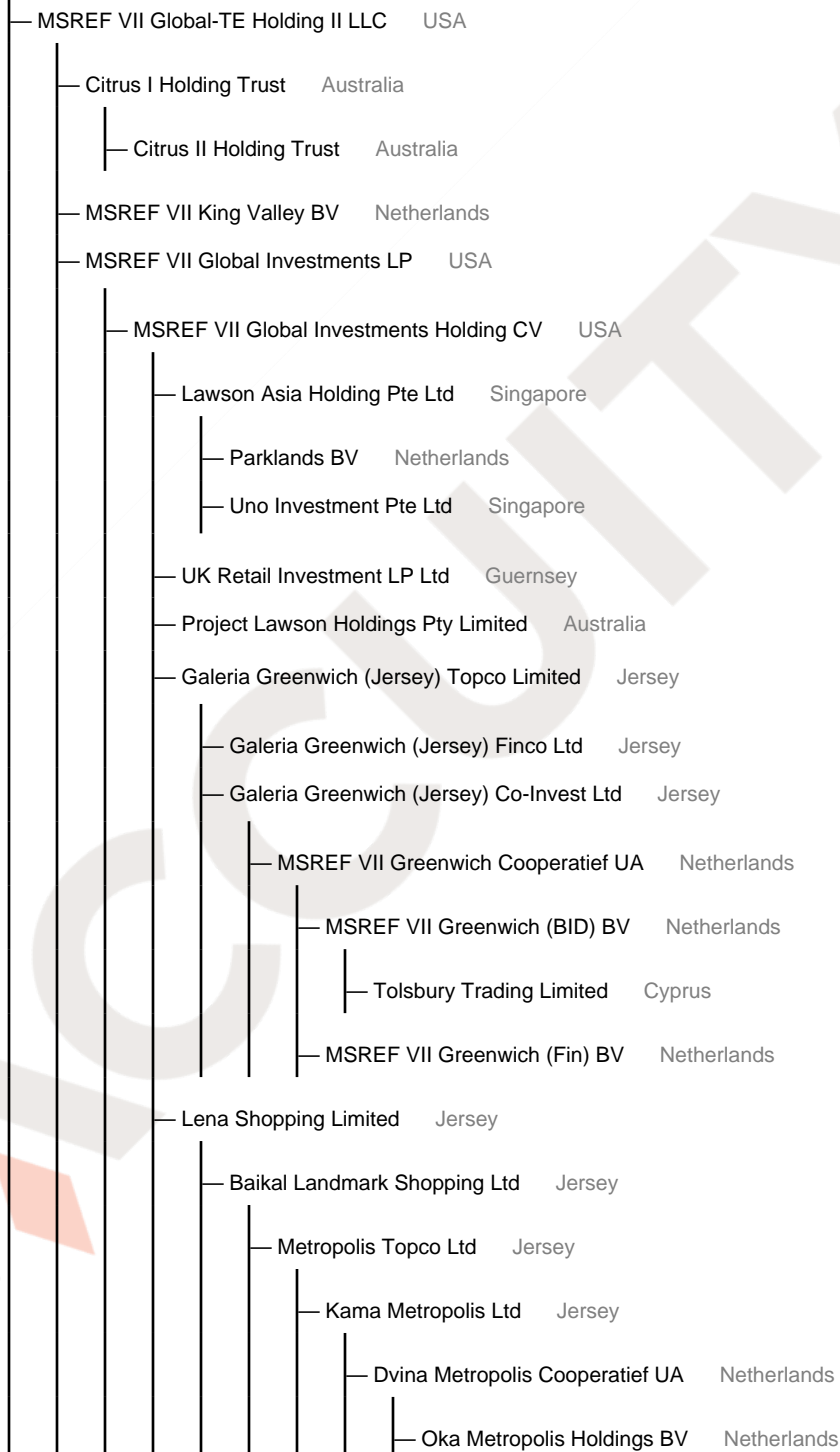 MSREF VII Global-TE Holding II LLC USA
Citrus I Holding Trust Australia
Citrus II Holding Trust Australia
MSREF VII King Valley BV Netherlands
MSREF VII Global Investments LP USA
MSREF VII Global Investments Holding CV USA
Lawson Asia Holding Pte Ltd Singapore
Parklands BV Netherlands
Uno Investment Pte Ltd Singapore
UK Retail Investment LP Ltd Guernsey
Project Lawson Holdings Pty Limited Australia
Galeria Greenwich (Jersey) Topco Limited Jersey
Galeria Greenwich (Jersey) Finco Ltd Jersey
Galeria Greenwich (Jersey) Co-Invest Ltd Jersey
MSREF VII Greenwich Cooperatief UA Netherlands
MSREF VII Greenwich (BID) BV Netherlands
Tolsbury Trading Limited Cyprus
MSREF VII Greenwich (Fin) BV Netherlands
Lena Shopping Limited Jersey
Baikal Landmark Shopping Ltd Jersey
Metropolis Topco Ltd Jersey
Kama Metropolis Ltd Jersey
Dvina Metropolis Cooperatief UA Netherlands
Oka Metropolis Holdings BV Netherlands
ACCUITY